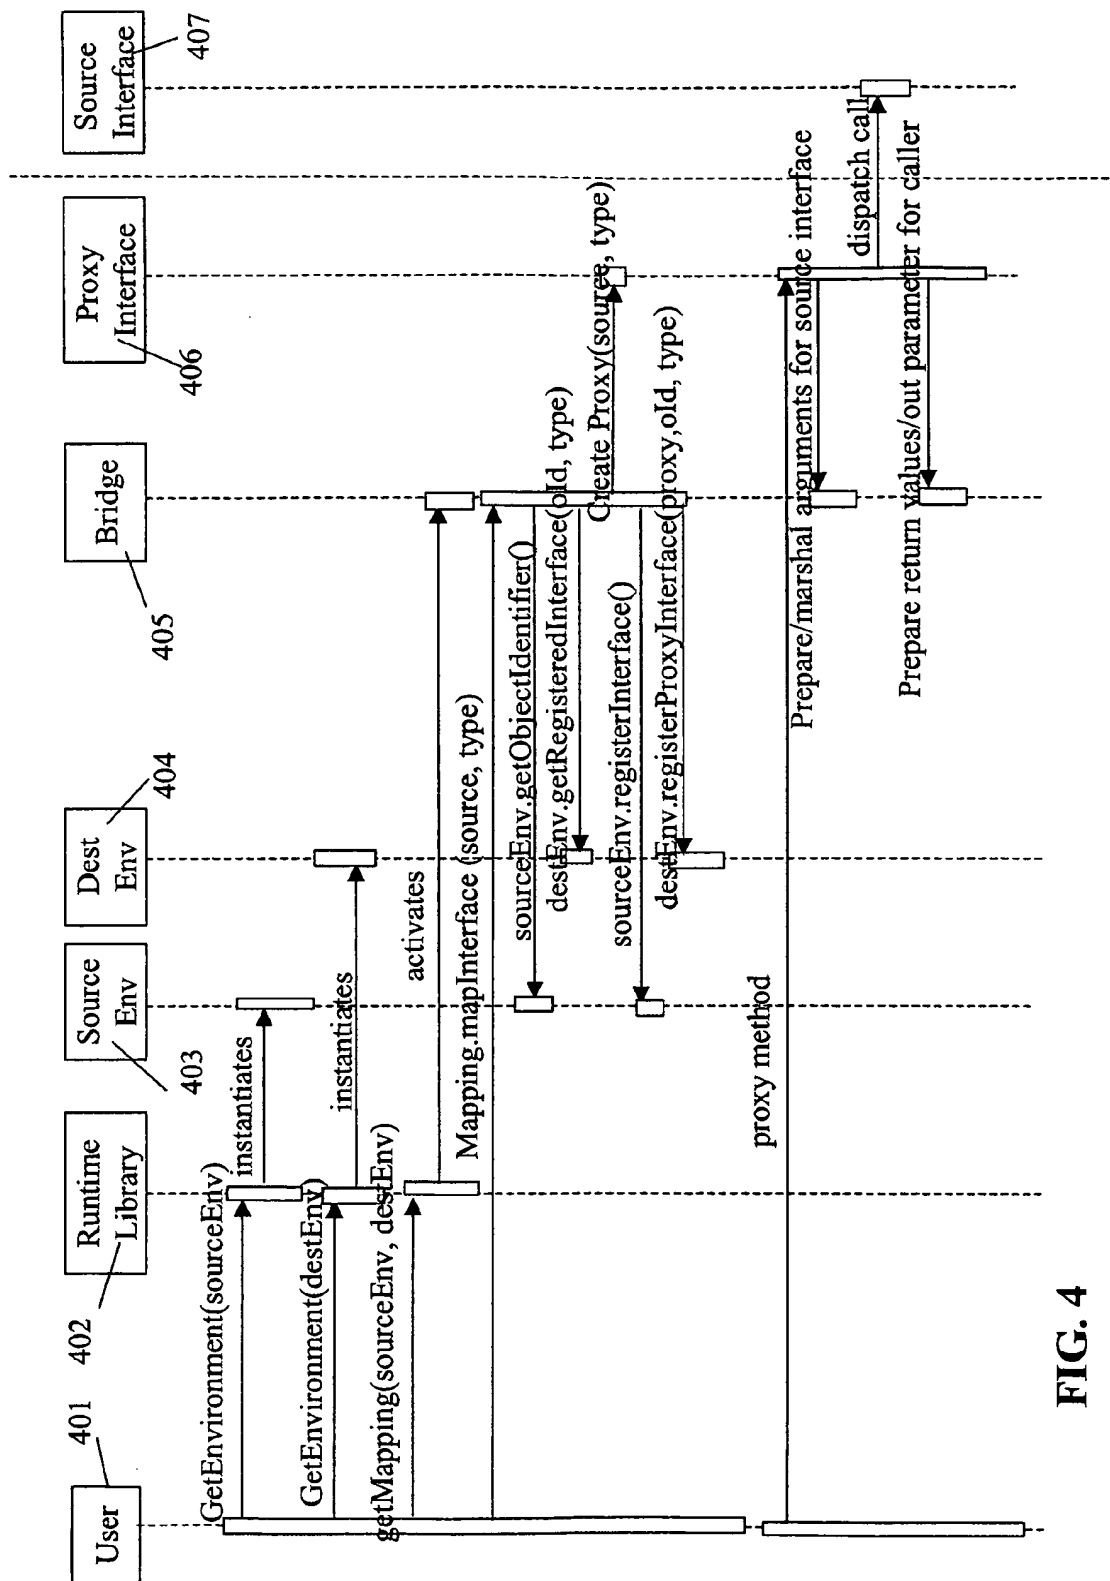 User
401
Runtime
Library
402
Source
Env
403
Dest
Env
404
Bridge
405
Proxy
Interface
406
Source
Interface
407
GetEnvironment(sourceEnv)
instantiates
GetEnvironment(destEnv)
instantiates
getMapping(sourceEnv, destEnv)
activates
Mapping.mapInterface (source, type)
sourceEnv.getObjectIdentifier()
destEnv.getRegisteredInterface(oId, type)
Create Proxy(source, type)
sourceEnv.registerInterface()
destEnv.registerProxyInterface(proxy,oId, type)
proxy method
Prepare/marshal arguments for source interface
dispatch call
Prepare return values/out parameter for caller
FIG. 4